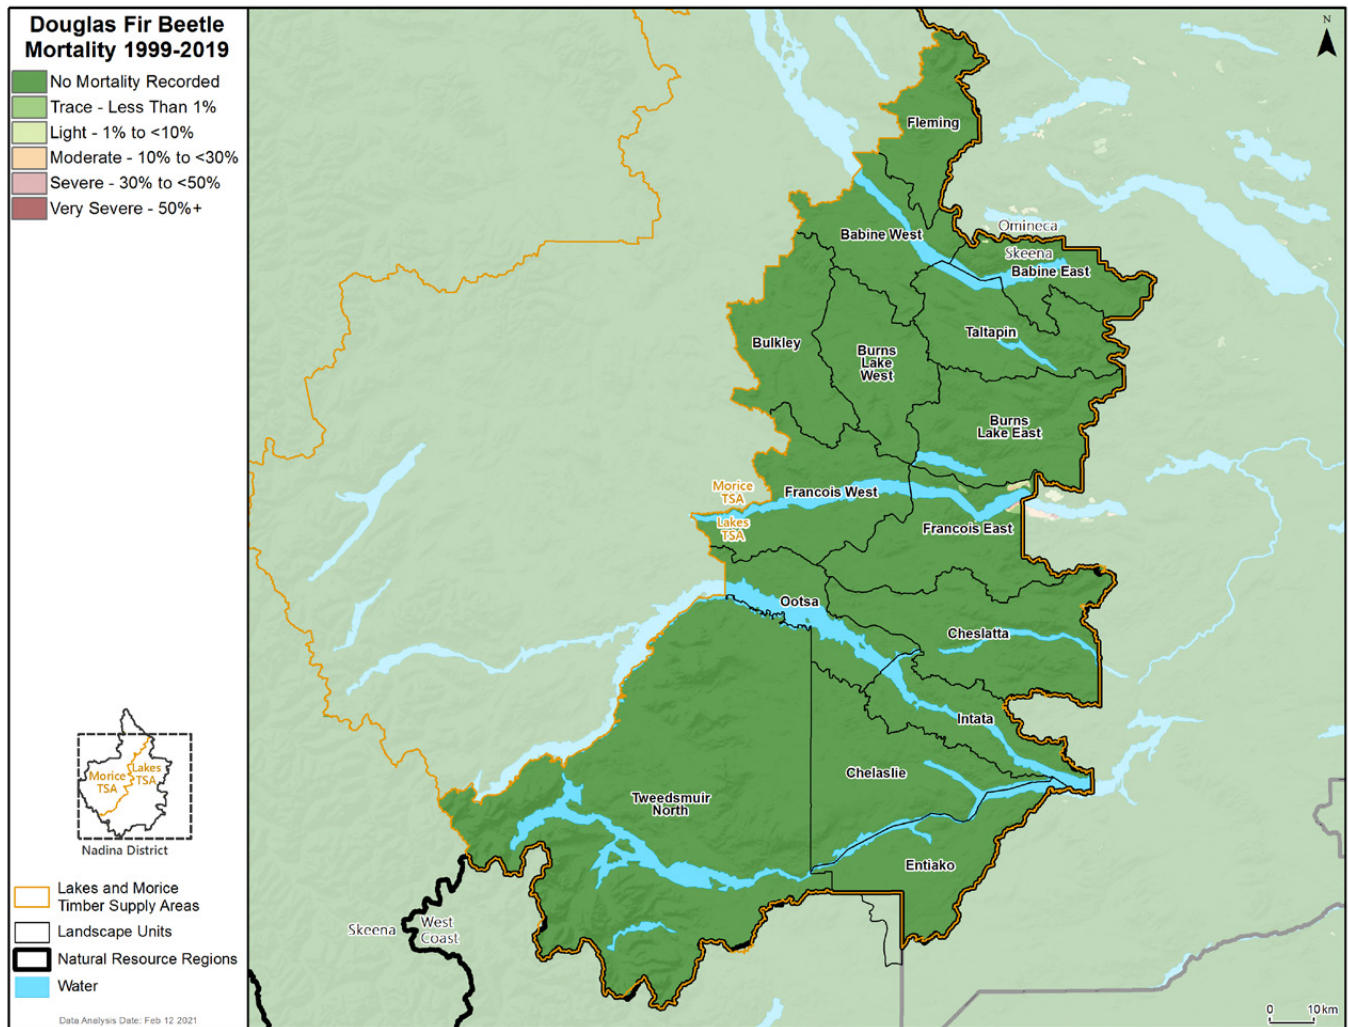 Douglas Fir Beetle
Mortality 1999-2019
No Mortality Recorded
Trace - Less Than 1%
Light - 1% to <10%
Moderate - 10% to <30%
Severe - 30% to <50%
Very Severe - 50%+
N
Fleming
Babine West
Omineca
Skeena
Babine East
Bulkley
Burns
Lake
West
Taltapin
Burns
Lake East
Morice
TSA
Lakes
TSA
Francois West
Francois East
Ootsa
Cheslatta
Intata
Chelaslie
Tweedsmuir
North
Entiako
Skeena
West
Coast
Morice
TSA
Lakes
TSA
Nadina District
Lakes and Morice
Timber Supply Areas
Landscape Units
Natural Resource Regions
Water
Data Analysis Date: Feb 12 2021
0 10km